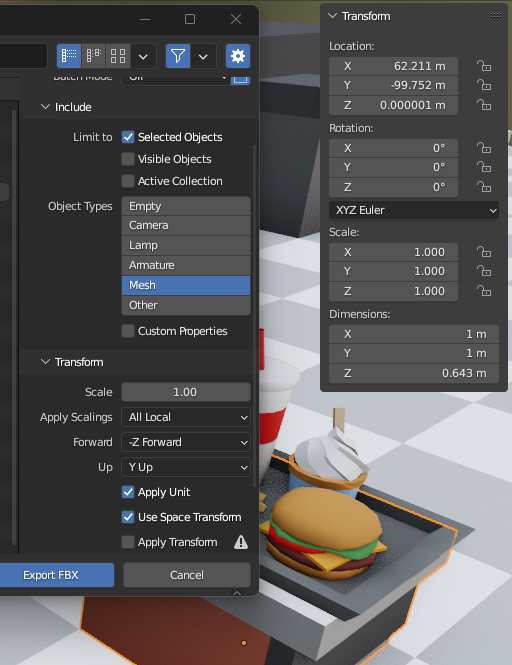 Transform
Location:
X 62.211 m
Y -99.752 m
Z 0.000001 m
Rotation:
X 0°
Y 0°
Z 0°
XYZ Euler
Scale:
X 1.000
Y 1.000
Z 1.000
Dimensions:
X 1 m
Y 1 m
Z 0.643 m
Batch Mode Off
Include
Limit to Selected Objects
Visible Objects
Active Collection
Object Types Empty
Camera
Lamp
Armature
Mesh
Other
Custom Properties
Transform
Scale 1.00
Apply Scalings All Local
Forward -Z Forward
Up Y Up
Apply Unit
Use Space Transform
Apply Transform
Export FBX Cancel